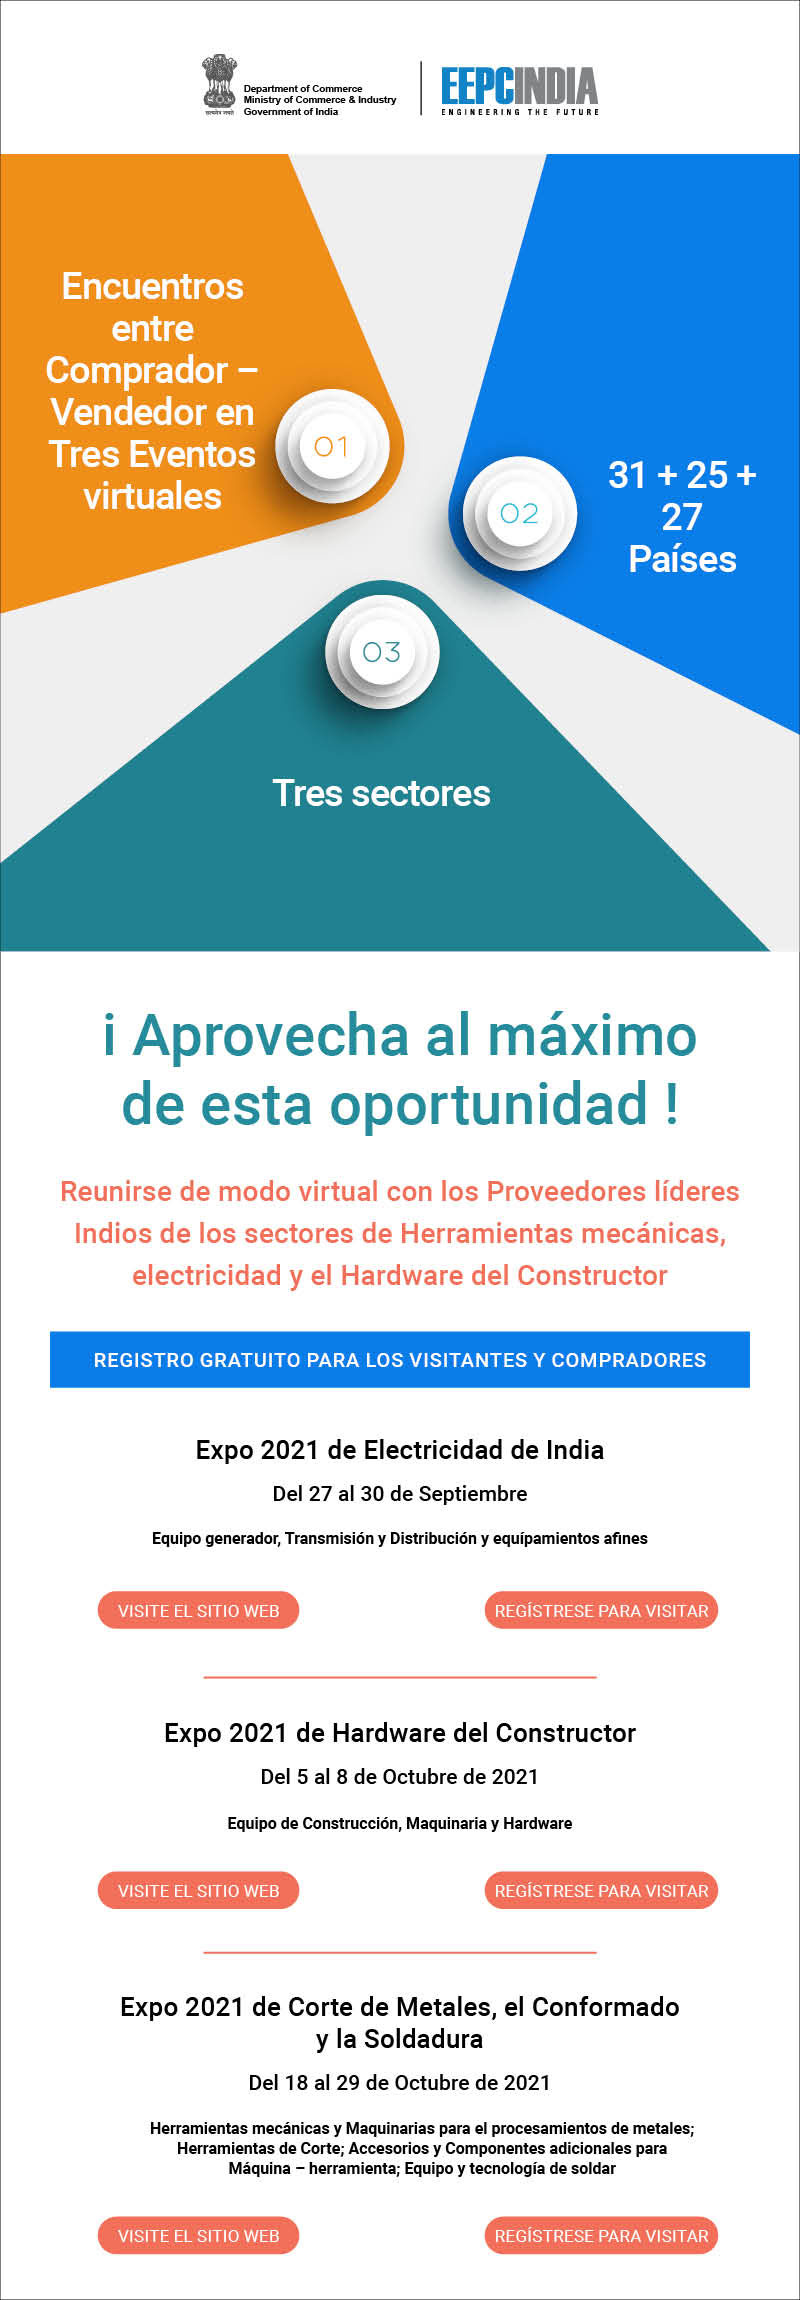 सत्यमेव जयते
Department of Commerce
Ministry of Commerce & Industry
Government of India
EEPCINDIA
ENGINEERING THE FUTURE
Encuentros
entre
Comprador –
Vendedor en
Tres Eventos
virtuales
01
31 + 25 +
27
Países
02
03
Tres sectores
¡ Aprovecha al máximo
de esta oportunidad !
Reunirse de modo virtual con los Proveedores líderes
Indios de los sectores de Herramientas mecánicas,
electricidad y el Hardware del Constructor
REGISTRO GRATUITO PARA LOS VISITANTES Y COMPRADORES
Expo 2021 de Electricidad de India
Del 27 al 30 de Septiembre
Equipo generador, Transmisión y Distribución y equípamientos afines
VISITE EL SITIO WEB
REGÍSTRESE PARA VISITAR
Expo 2021 de Hardware del Constructor
Del 5 al 8 de Octubre de 2021
Equipo de Construcción, Maquinaria y Hardware
VISITE EL SITIO WEB
REGÍSTRESE PARA VISITAR
Expo 2021 de Corte de Metales, el Conformado
y la Soldadura
Del 18 al 29 de Octubre de 2021
Herramientas mecánicas y Maquinarias para el procesamientos de metales;
Herramientas de Corte; Accesorios y Componentes adicionales para
Máquina – herramienta; Equipo y tecnología de soldar
VISITE EL SITIO WEB
REGÍSTRESE PARA VISITAR